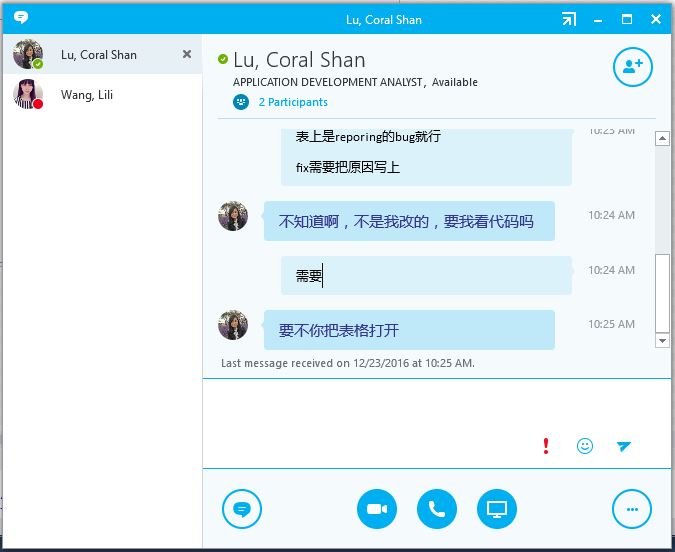 Lu, Coral Shan
Lu, Coral Shan
Wang, Lili
Lu, Coral Shan
APPLICATION DEVELOPMENT ANALYST, Available
2 Participants
表上是reporing的bug就行
10:23 AM
fix需要把原因写上
不知道啊，不是我改的，要我看代码吗
10:24 AM
需要
10:24 AM
要不你把表格打开
10:25 AM
Last message received on 12/23/2016 at 10:25 AM.